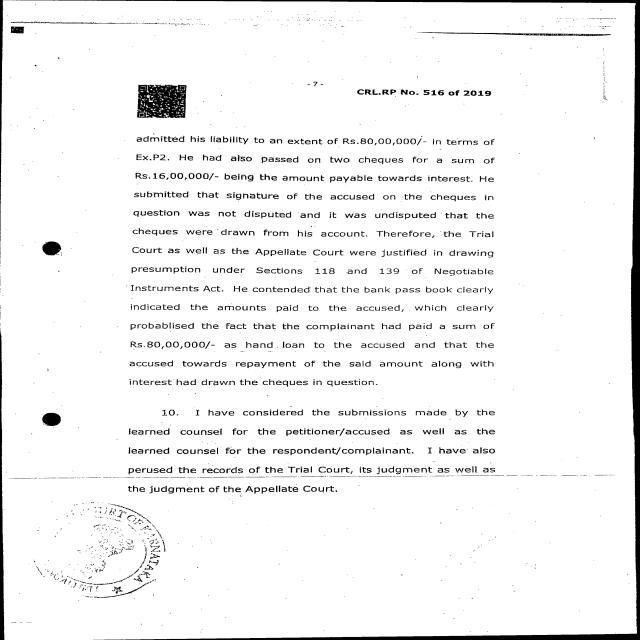 - 7 -
CRL.RP No. 516 of 2019
admitted his liability to an extent of Rs.80,00,000/- in terms of
Ex.P2. He had also passed on two cheques for a sum of
Rs.16,00,000/- being the amount payable towards interest. He
submitted that signature of the accused on the cheques in
question was not disputed and it was undisputed that the
cheques were drawn from his account. Therefore, the Trial
Court as well as the Appellate Court were justified in drawing
presumption under Sections 118 and 139 of Negotiable
Instruments Act. He contended that the bank pass book clearly
indicated the amounts paid to the accused, which clearly
probablised the fact that the complainant had paid a sum of
Rs.80,00,000/- as hand loan to the accused and that the
accused towards repayment of the said amount along with
interest had drawn the cheques in question.
10. I have considered the submissions made by the
learned counsel for the petitioner/accused as well as the
learned counsel for the respondent/complainant. I have also
perused the records of the Trial Court, its judgment as well as
the judgment of the Appellate Court.
OF KARNATAKA